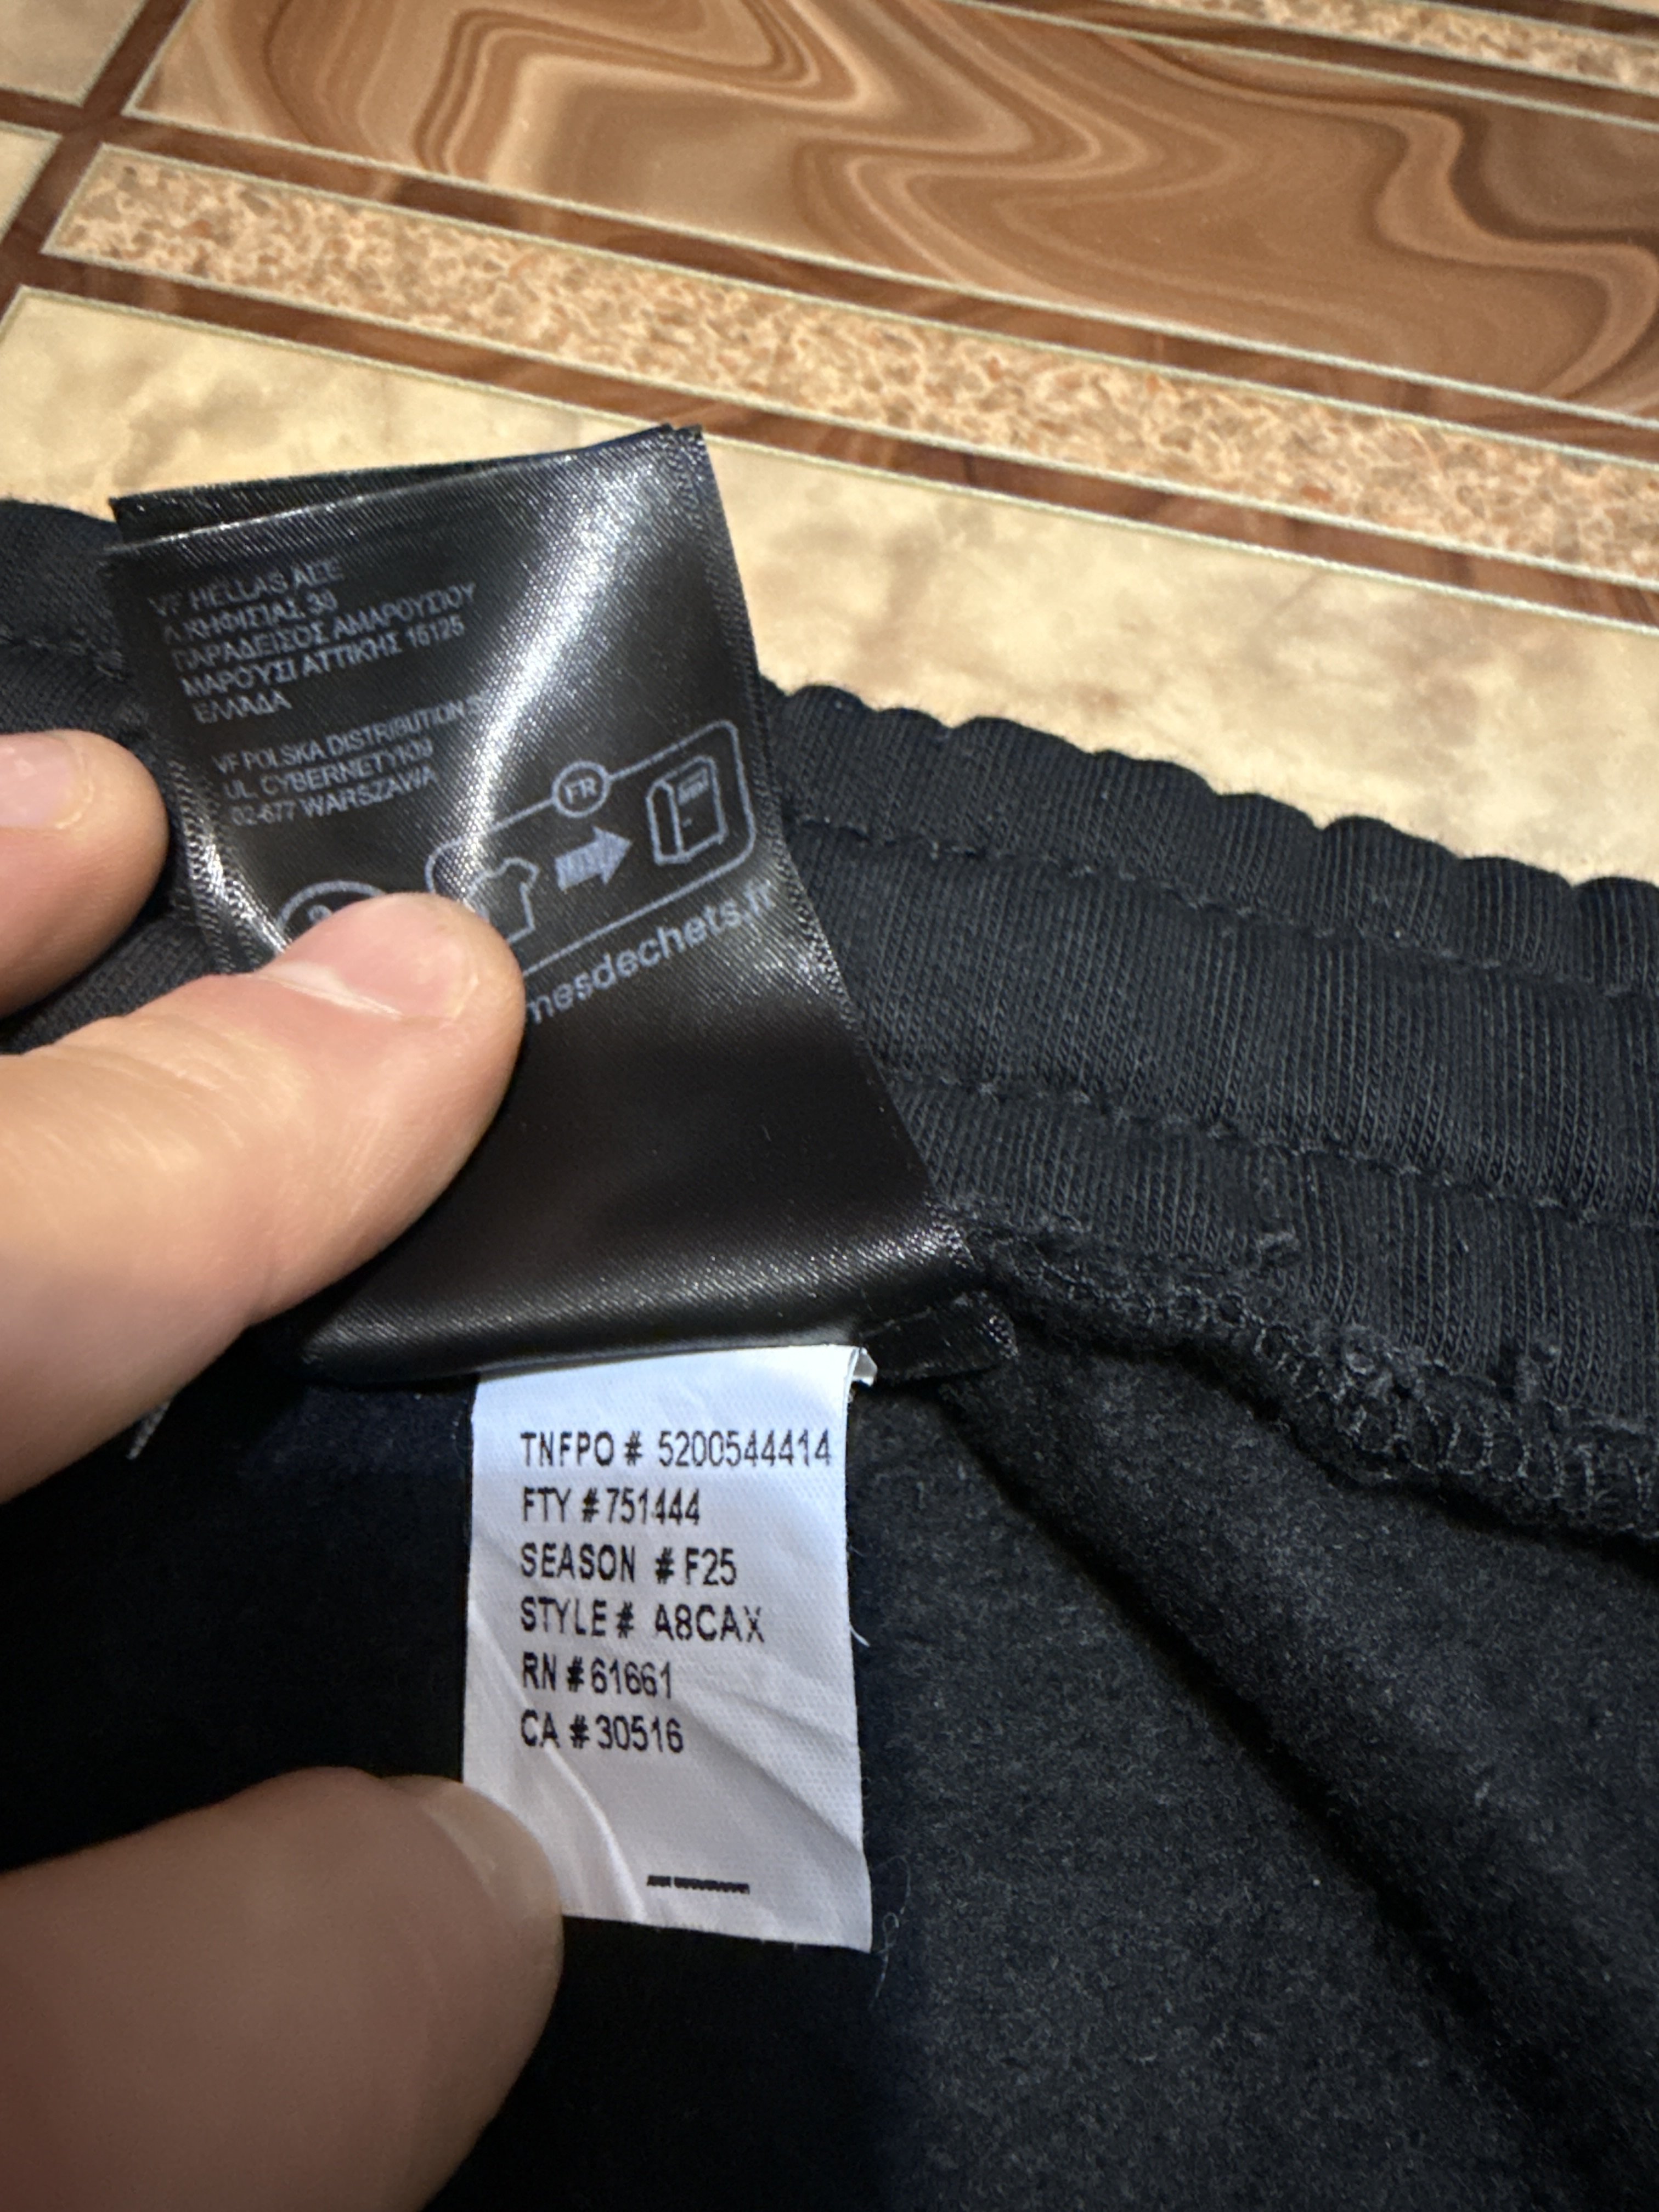 VF HELLAS AEE
Λ.ΚΗΦΙΣΙΑΣ 39
ΠΑΡΑΔΕΙΣΟΣ ΑΜΑΡΟΥΣΙΟΥ
ΜΑΡΟΥΣΙ ΑΤΤΙΚΗΣ 15125
ΕΛΛΑΔΑ
VF POLSKA DISTRIBUTION
UL. CYBERNETYKI
02-677 WARSZAWA
FR
mesdechets.fr
TNFPO # 5200544414
FTY # 751444
SEASON # F25
STYLE # A8CAX
RN # 61661
CA # 30516